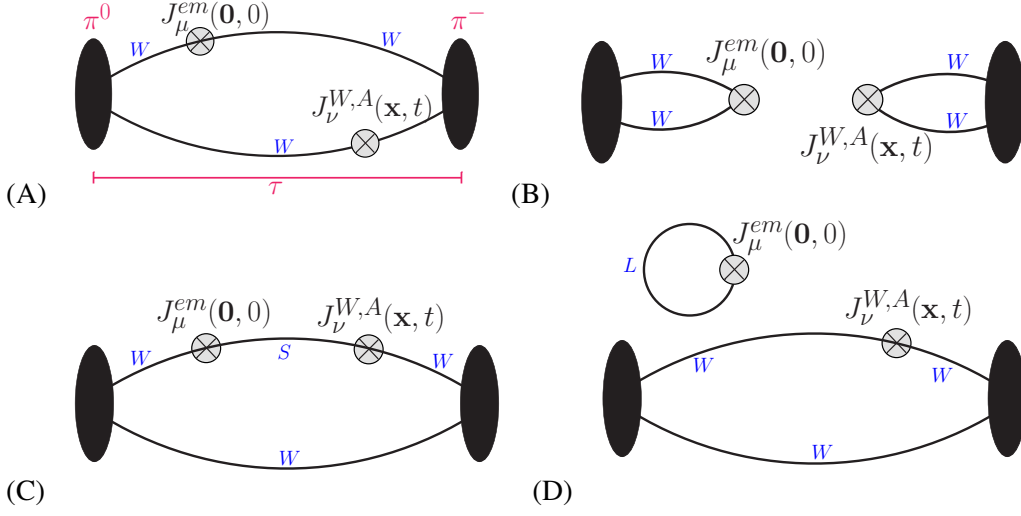 π⁰ J_μ^{em}(𝟎, 0) π⁻
W W
J_ν^{W,A}(𝐱, t)
W
τ
(A)
J_μ^{em}(𝟎, 0)
W W
W W
J_ν^{W,A}(𝐱, t)
(B)
J_μ^{em}(𝟎, 0) J_ν^{W,A}(𝐱, t)
W S W
W
(C)
J_μ^{em}(𝟎, 0)
L
J_ν^{W,A}(𝐱, t)
W W
W
(D)